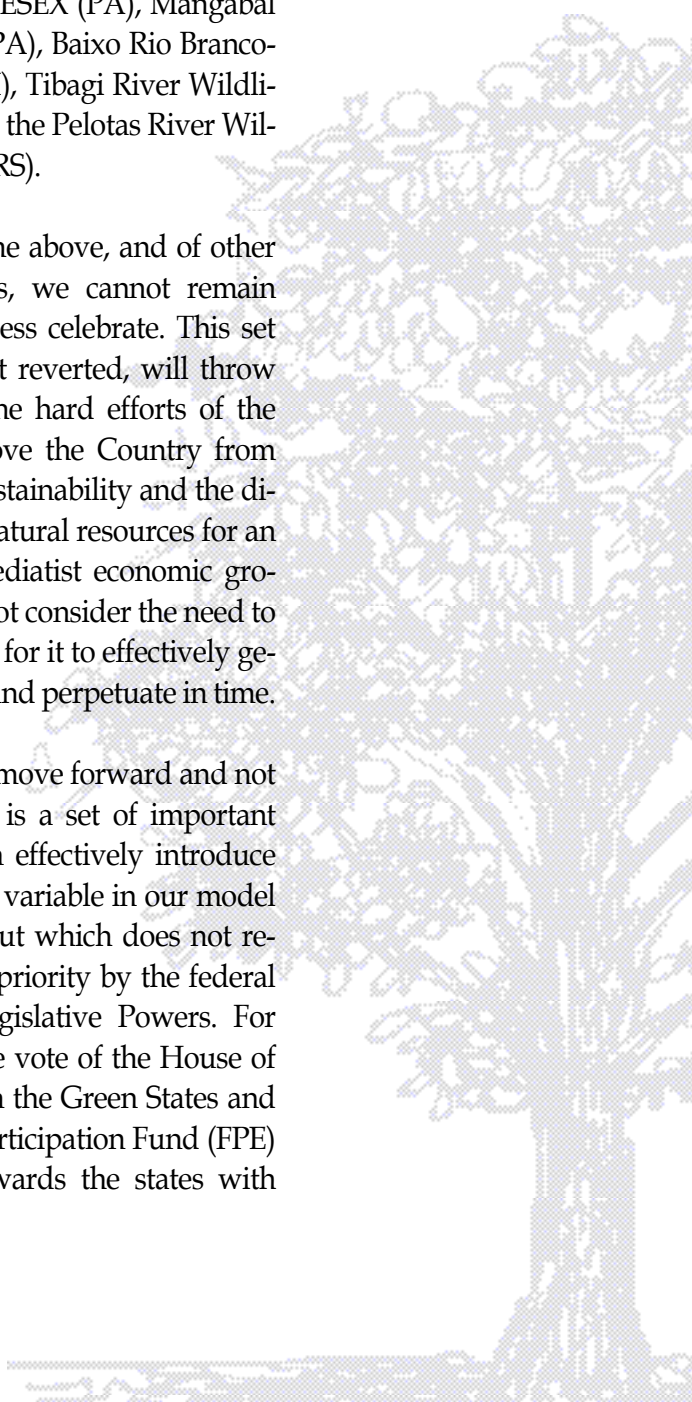 ESEX (PA), Mangabal
PA), Baixo Rio Branco-
), Tibagi River Wildli-
the Pelotas River Wil-
RS).
he above, and of other
s, we cannot remain
ess celebrate. This set
t reverted, will throw
he hard efforts of the
ove the Country from
stainability and the di-
atural resources for an
ediatist economic gro-
ot consider the need to
for it to effectively ge-
and perpetuate in time.
move forward and not
is a set of important
n effectively introduce
variable in our model
ut which does not re-
priority by the federal
gislative Powers. For
e vote of the House of
n the Green States and
articipation Fund (FPE)
wards the states with